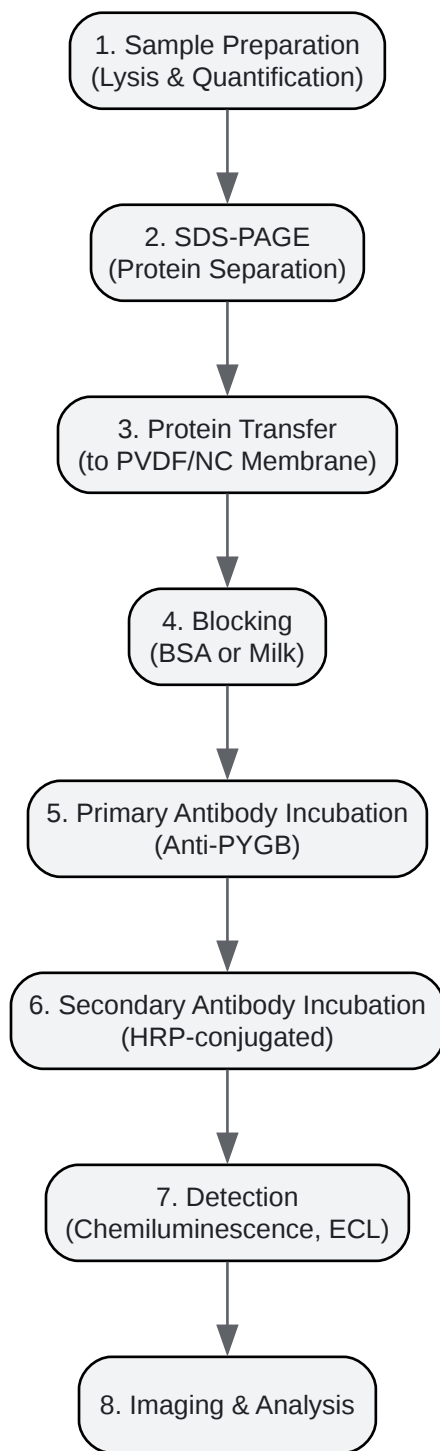 1. Sample Preparation
(Lysis & Quantification)
2. SDS-PAGE
(Protein Separation)
3. Protein Transfer
(to PVDF/NC Membrane)
4. Blocking
(BSA or Milk)
5. Primary Antibody Incubation
(Anti-PYGB)
6. Secondary Antibody Incubation
(HRP-conjugated)
7. Detection
(Chemiluminescence, ECL)
8. Imaging & Analysis